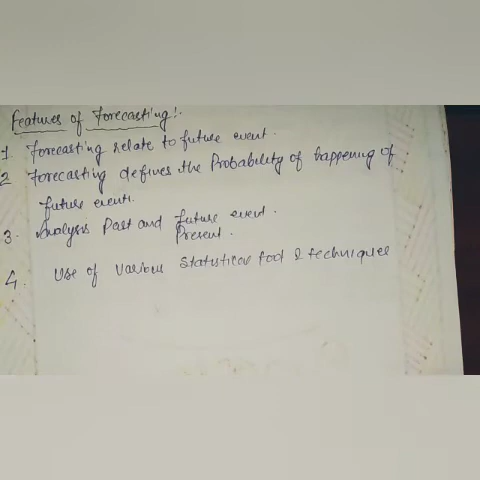 Features of Forecasting!.
1. Forecasting relate to future event.
2 Forecasting defines the Probability of happening of
future events.
3. Analysis Past and future event.
Present.
4. Use of various Statistical tool & techniques